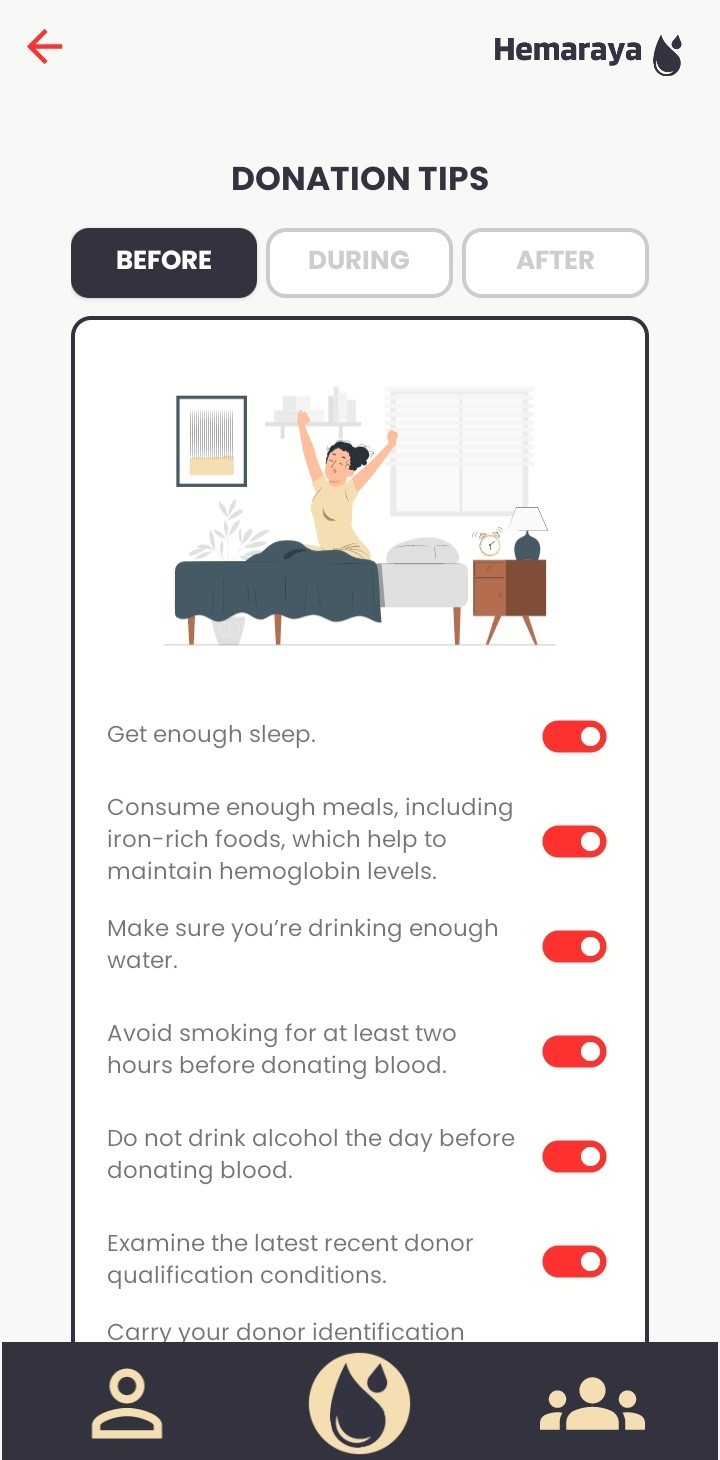 Hemaraya
DONATION TIPS
BEFORE
DURING
AFTER
Get enough sleep.
Consume enough meals, including
iron-rich foods, which help to
maintain hemoglobin levels.
Make sure you’re drinking enough
water.
Avoid smoking for at least two
hours before donating blood.
Do not drink alcohol the day before
donating blood.
Examine the latest recent donor
qualification conditions.
Carry your donor identification